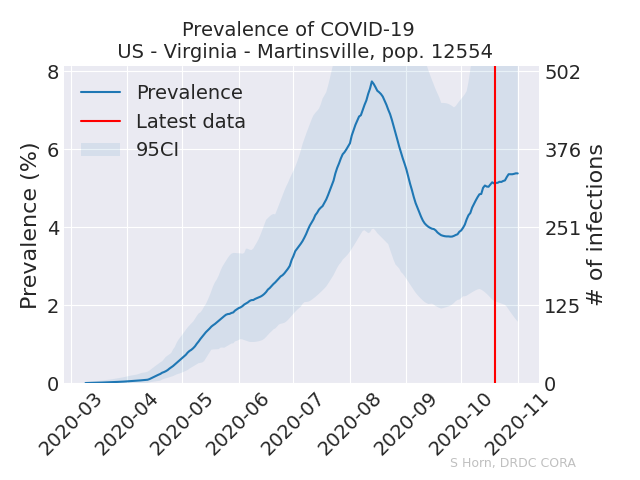 Prevalence of COVID-19
US - Virginia - Martinsville, pop. 12554
Prevalence
Latest data
95CI
Prevalence (%)
8
6
4
2
0
502
376
251
125
0
# of infections
2020-03
2020-04
2020-05
2020-06
2020-07
2020-08
2020-09
2020-10
2020-11
S Horn, DRDC CORA